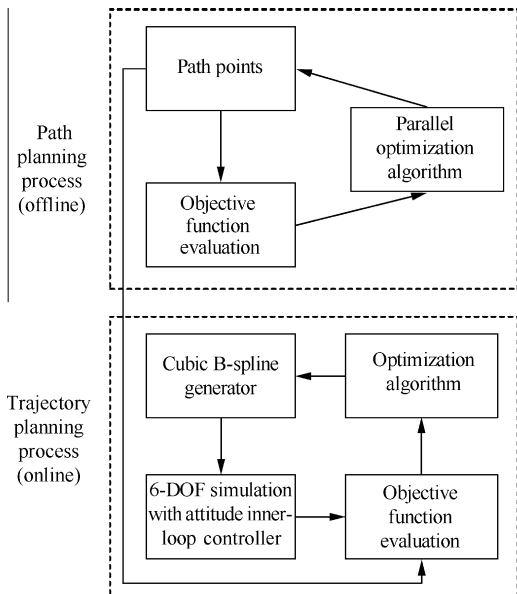 Path
planning
process
(offline)
Path points
Parallel
optimization
algorithm
Objective
function
evaluation
Trajectory
planning
process
(online)
Cubic B-spline
generator
Optimization
algorithm
6-DOF simulation
with attitude inner-
loop controller
Objective
function
evaluation